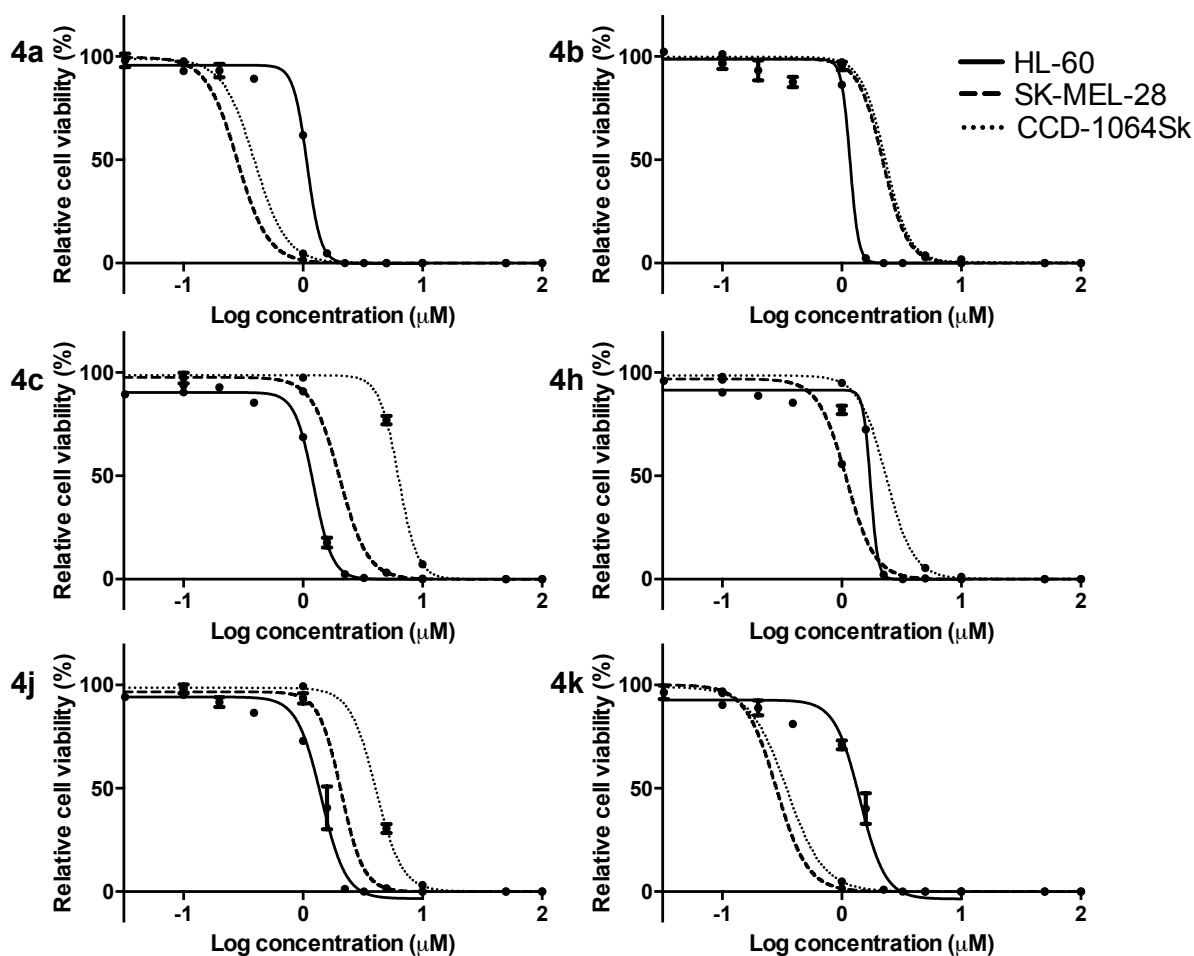 4a
Relative cell viability (%)
100
50
0
-1 0 1 2
Log concentration (μM)
4b
Relative cell viability (%)
100
50
0
-1 0 1 2
Log concentration (μM)
HL-60
SK-MEL-28
CCD-1064Sk
4c
Relative cell viability (%)
100
50
0
-1 0 1 2
Log concentration (μM)
4h
Relative cell viability (%)
100
50
0
-1 0 1 2
Log concentration (μM)
4j
Relative cell viability (%)
100
50
0
-1 0 1 2
Log concentration (μM)
4k
Relative cell viability (%)
100
50
0
-1 0 1 2
Log concentration (μM)